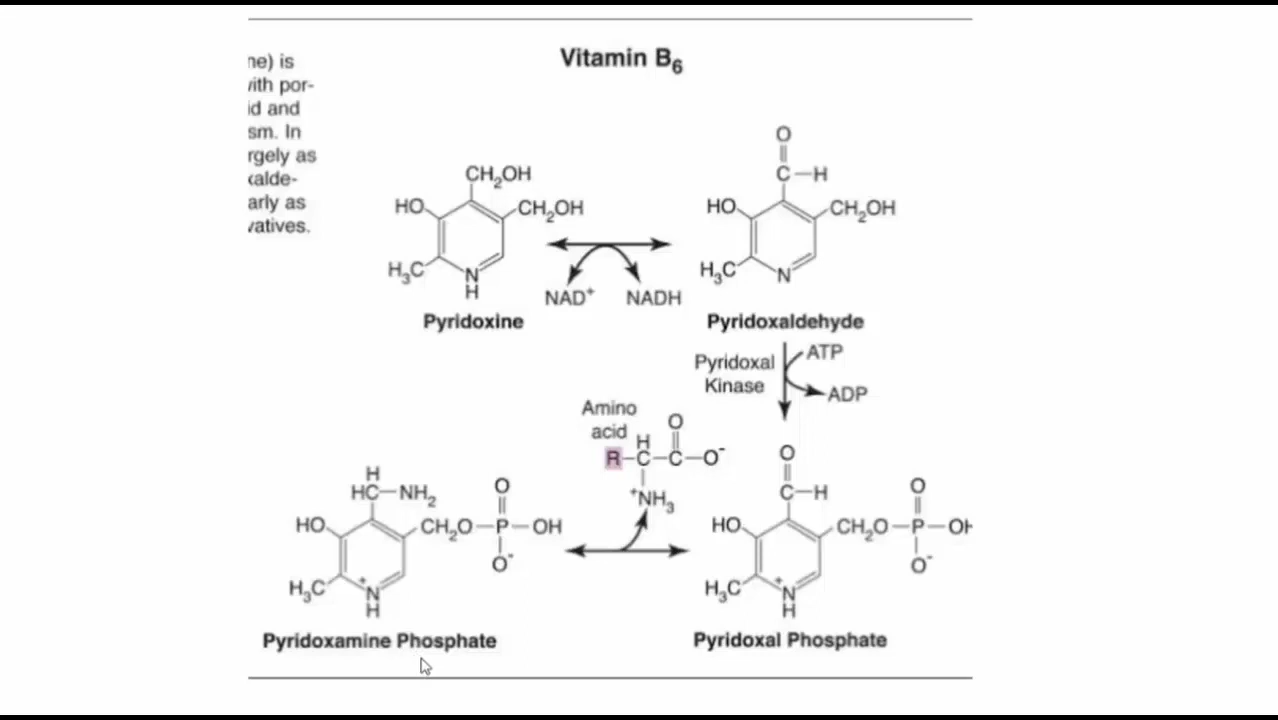 Vitamin B6
ne) is
with por-
id and
sm. In
rgely as
kalde-
arly as
vatives.
O
C–H
CH2OH
HO
CH2OH
H3C
N
H
NAD+
NADH
Pyridoxine
HO
CH2OH
H3C
N
Pyridoxaldehyde
Pyridoxal
Kinase
ATP
ADP
Amino
acid
H
O
R–C–C–O-
+NH3
H
HC–NH2
O
HO
CH2O–P–OH
O-
H3C
+
N
H
Pyridoxamine Phosphate
O
C–H
O
HO
CH2O–P–OH
O-
H3C
+
N
H
Pyridoxal Phosphate